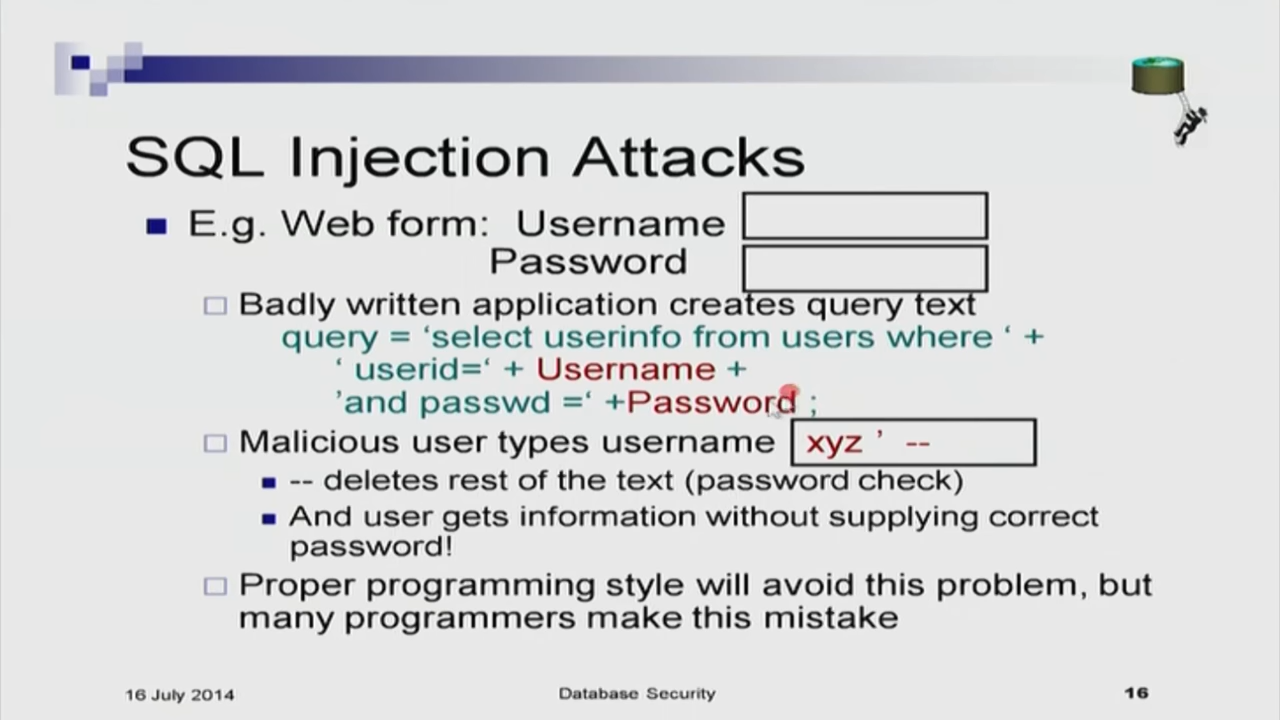 SQL Injection Attacks
E.g. Web form: Username
Password
Badly written application creates query text
query = ‘select userinfo from users where ‘ +
‘ userid=‘ + Username +
’and passwd =‘ +Password ;
Malicious user types username xyz ’ --
-- deletes rest of the text (password check)
And user gets information without supplying correct
password!
Proper programming style will avoid this problem, but
many programmers make this mistake
16 July 2014 Database Security 16